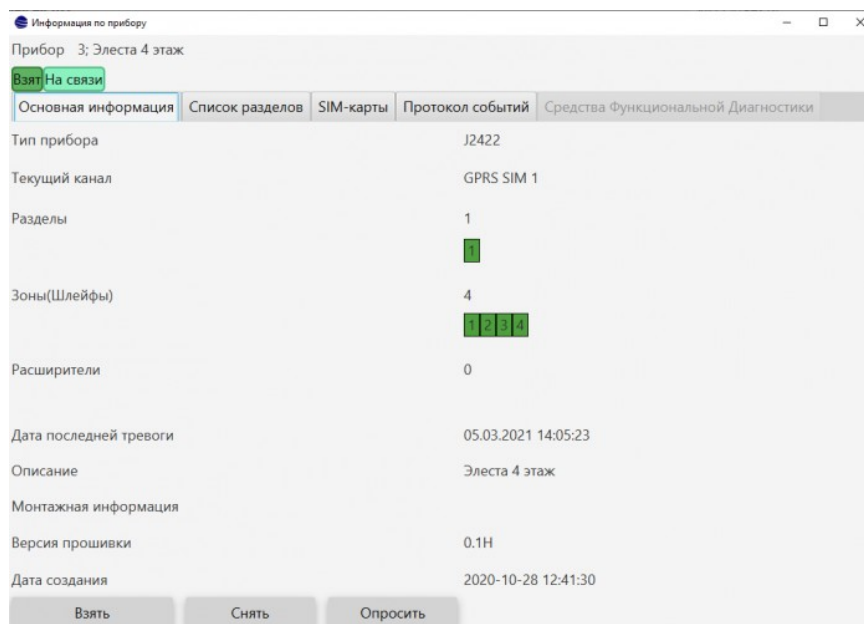 Информация по прибору
Прибор 3; Элеста 4 этаж
Взят На связи
Основная информация Список разделов SIM-карты Протокол событий Средства Функциональной Диагностики
Тип прибора J2422
Текущий канал GPRS SIM 1
Разделы 1
1
Зоны(Шлейфы) 4
1 2 3 4
Расширители 0
Дата последней тревоги 05.03.2021 14:05:23
Описание Элеста 4 этаж
Монтажная информация
Версия прошивки 0.1H
Дата создания 2020-10-28 12:41:30
Взять Снять Опросить